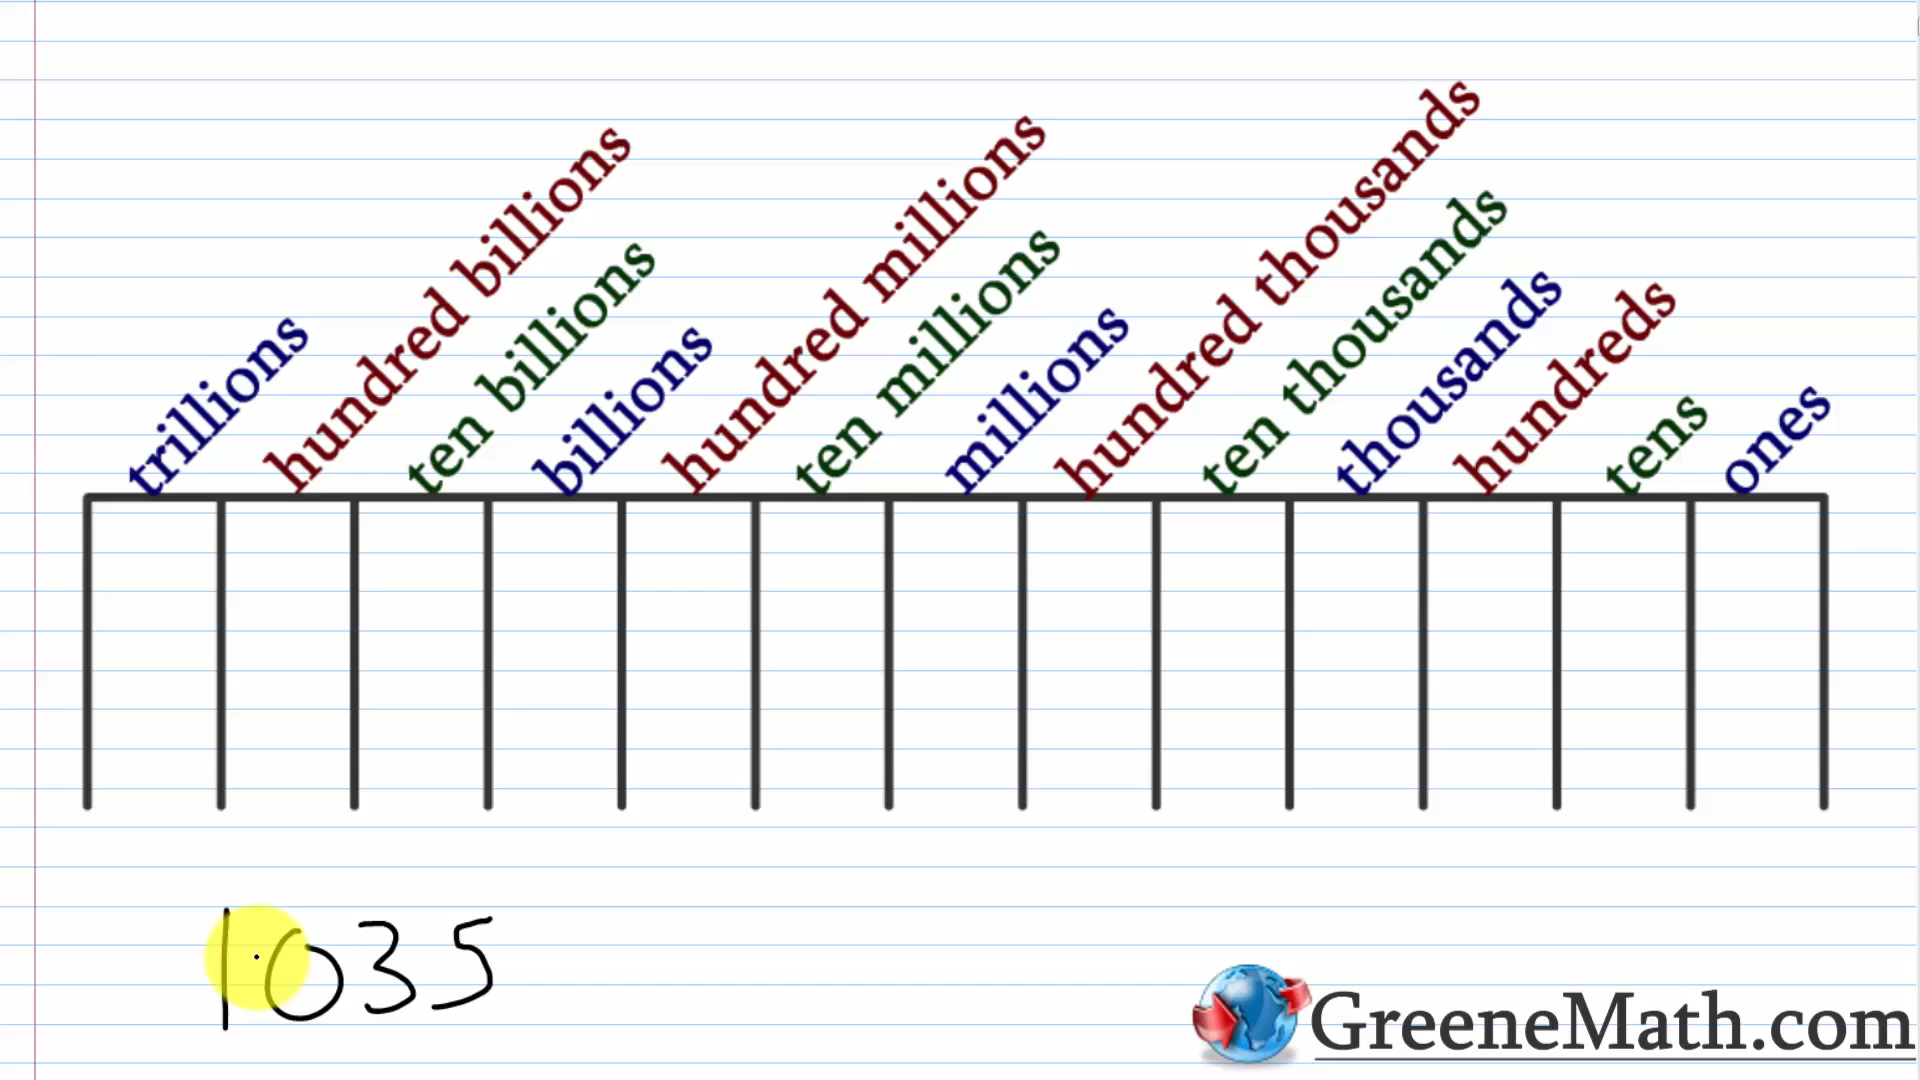 trillions
hundred billions
ten billions
billions
hundred millions
ten millions
millions
hundred thousands
ten thousands
thousands
hundreds
tens
ones
1035
GreeneMath.com